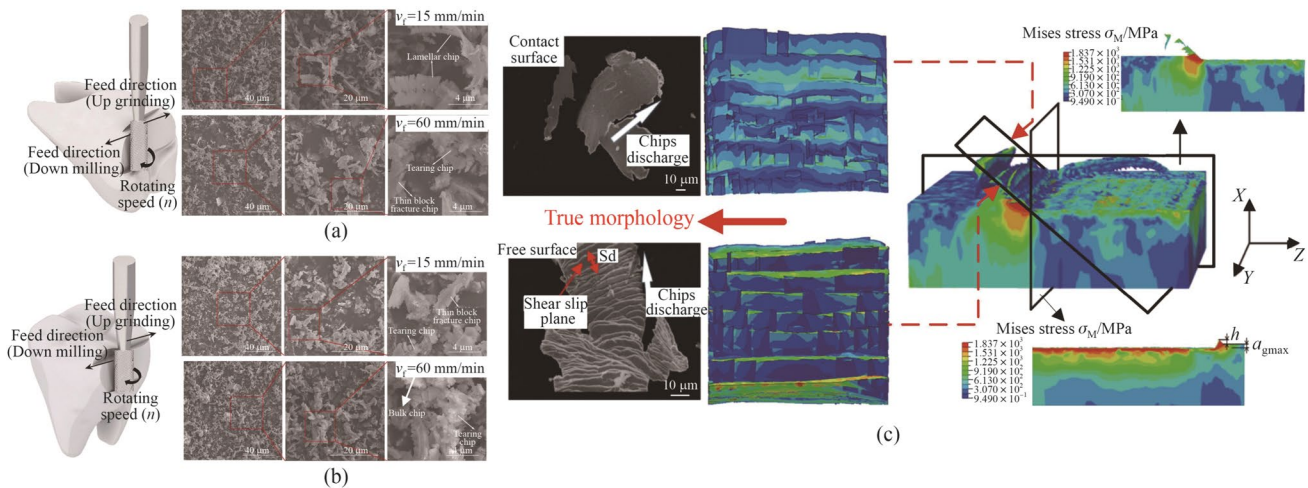 Feed direction
(Up grinding)
Feed direction
(Down milling)
Rotating
speed (n)
40 μm
20 μm
vf=15 mm/min
Lamellar chip
4 μm
40 μm
20 μm
vf=60 mm/min
Tearing chip
Thin block
fracture chip
4 μm
(a)
Feed direction
(Up grinding)
Feed direction
(Down milling)
Rotating
speed (n)
40 μm
20 μm
vf=15 mm/min
Thin block
fracture chip
Tearing chip
4 μm
40 μm
20 μm
vf=60 mm/min
Bulk chip
Tearing
chip
4 μm
(b)
(c)
Contact
surface
Chips
discharge
10 μm
True morphology
Free surface
Sd
Shear slip
plane
Chips
discharge
10 μm
Mises stress σM/MPa
1.837×10³
1.531×10³
1.225×10³
9.190×10²
6.130×10²
3.070×10²
X
Z
Y
Mises stress σM/MPa
1.837×10³
1.531×10³
1.225×10³
9.190×10²
6.130×10²
3.070×10²
9.490×10⁻¹
h
agmax